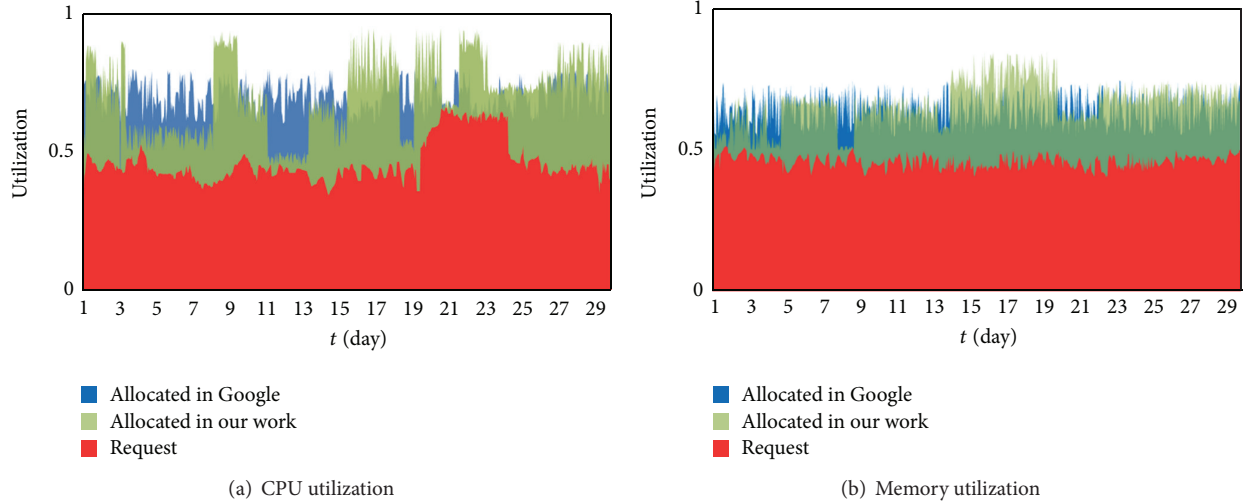 1
0.5
0
Utilization
1 3 5 7 9 11 13 15 17 19 21 23 25 27 29
t (day)
Allocated in Google
Allocated in our work
Request
(a) CPU utilization
1
0.5
0
Utilization
1 3 5 7 9 11 13 15 17 19 21 23 25 27 29
t (day)
Allocated in Google
Allocated in our work
Request
(b) Memory utilization